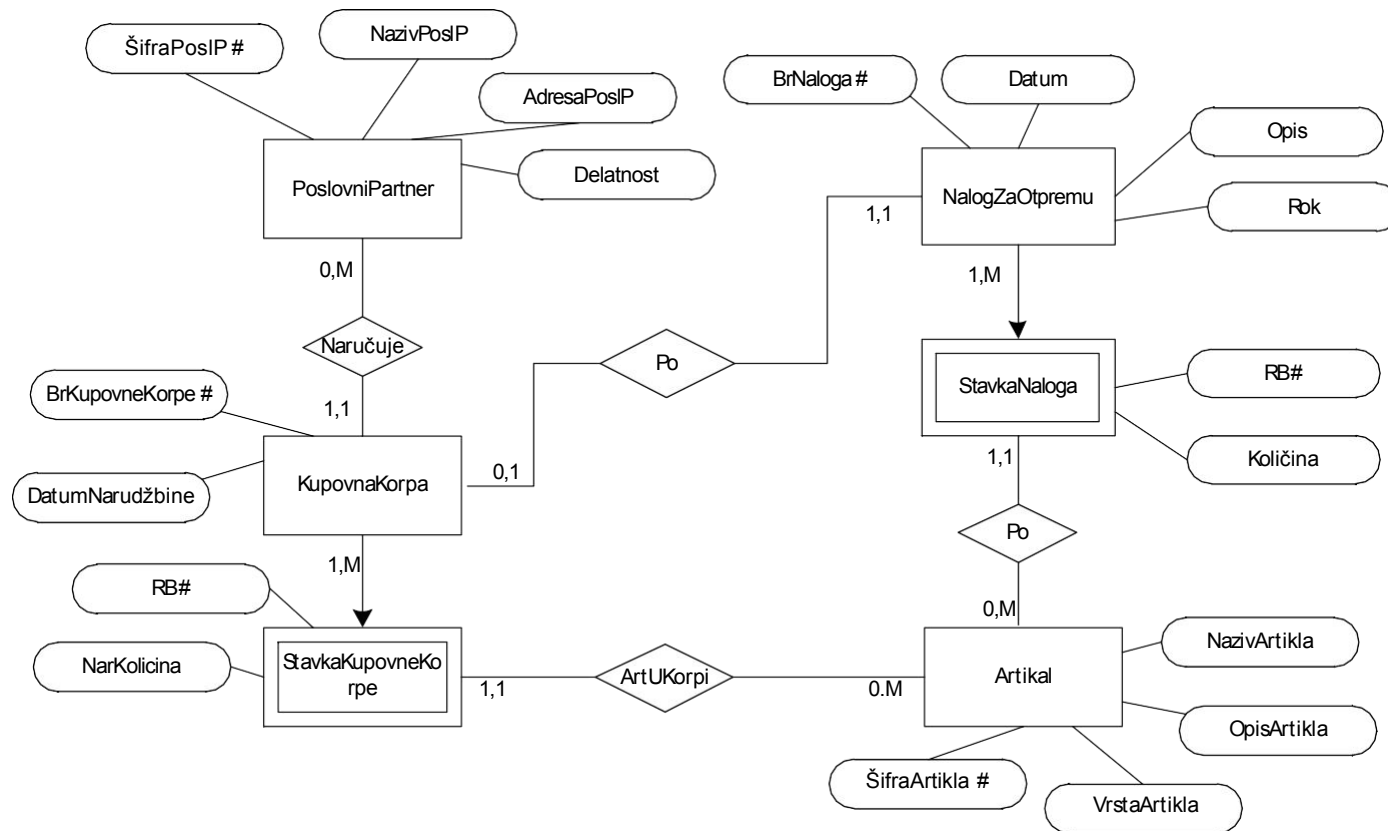 ŠifraPoslP #
NazivPoslP
AdresaPoslP
Delatnost
PoslovniPartner
0,M
Naručuje
1,1
BrKupovneKorpe #
DatumNarudžbine
KupovnaKorpa
0,1
1,M
RB#
NarKolicina
StavkaKupovneKo
rpe
1,1
ArtUKorpi
0.M
Po
BrNaloga #
Datum
Opis
Rok
NalogZaOtpremu
1,1
1,M
StavkaNaloga
RB#
Količina
1,1
Po
0,M
Artikal
NazivArtikla
OpisArtikla
ŠifraArtikla #
VrstaArtikla